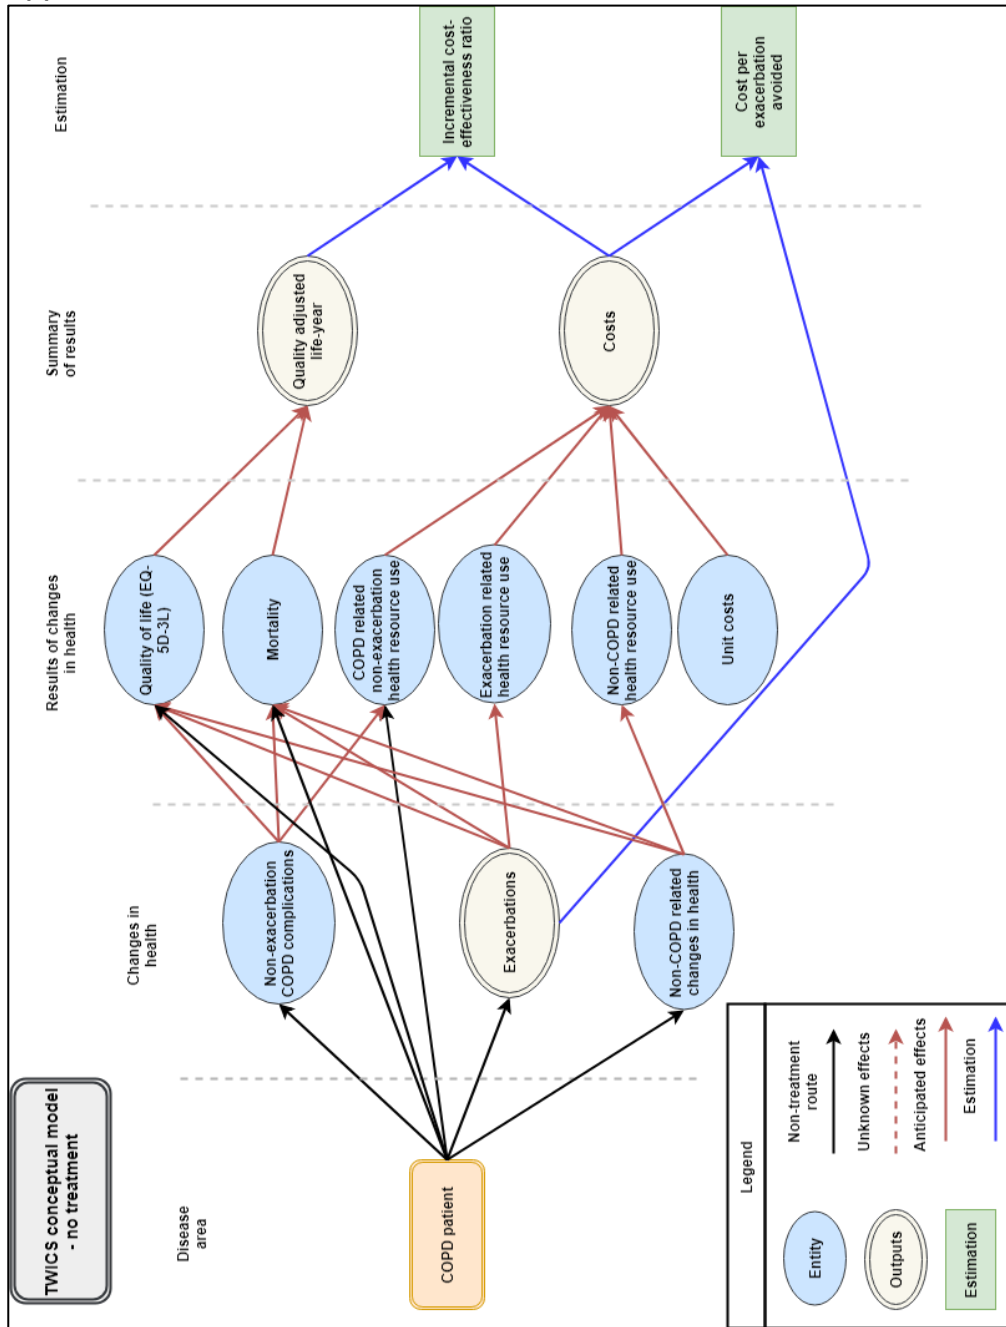 TWICS conceptual model
- no treatment
Disease
area
Changes in
health
Results of changes
in health
Summary
of results
Estimation
COPD patient
Non-exacerbation
COPD complications
Exacerbations
Non-COPD related
changes in health
Quality of life (EQ-
5D-3L)
Mortality
COPD related
non-exacerbation
health resource use
Exacerbation related
health resource use
Non-COPD related
health resource use
Unit costs
Quality adjusted
life-year
Costs
Incremental cost-
effectiveness ratio
Cost per
exacerbation
avoided
Legend
Entity
Outputs
Estimation
Non-treatment
route
Unknown effects
Anticipated effects
Estimation